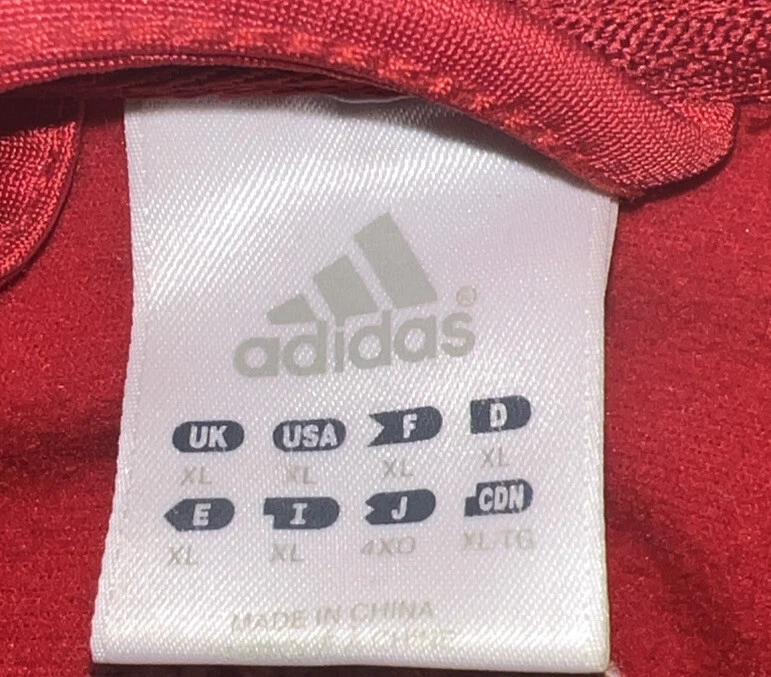 adidas®
UK USA F D
XL XL XL XL
E I J CDN
XL XL 4XO XL/TG
MADE IN CHINA